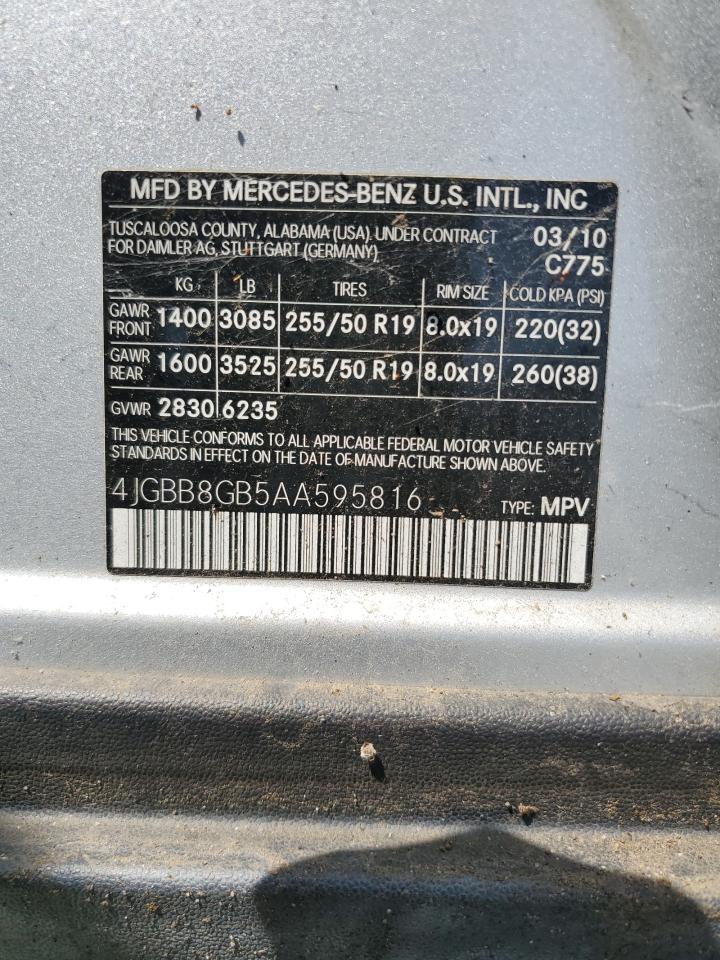 MFD BY MERCEDES-BENZ U.S. INTL., INC
TUSCALOOSA COUNTY, ALABAMA (USA), UNDER CONTRACT 03/10
FOR DAIMLER AG, STUTTGART (GERMANY) C775
KG LB TIRES RIM SIZE COLD KPA (PSI)
GAWR FRONT 1400 3085 255/50 R19 8.0x19 220(32)
GAWR REAR 1600 3525 255/50 R19 8.0x19 260(38)
GVWR 2830 6235
THIS VEHICLE CONFORMS TO ALL APPLICABLE FEDERAL MOTOR VEHICLE SAFETY
STANDARDS IN EFFECT ON THE DATE OF MANUFACTURE SHOWN ABOVE.
4JGBB8GB5AA595816 TYPE: MPV